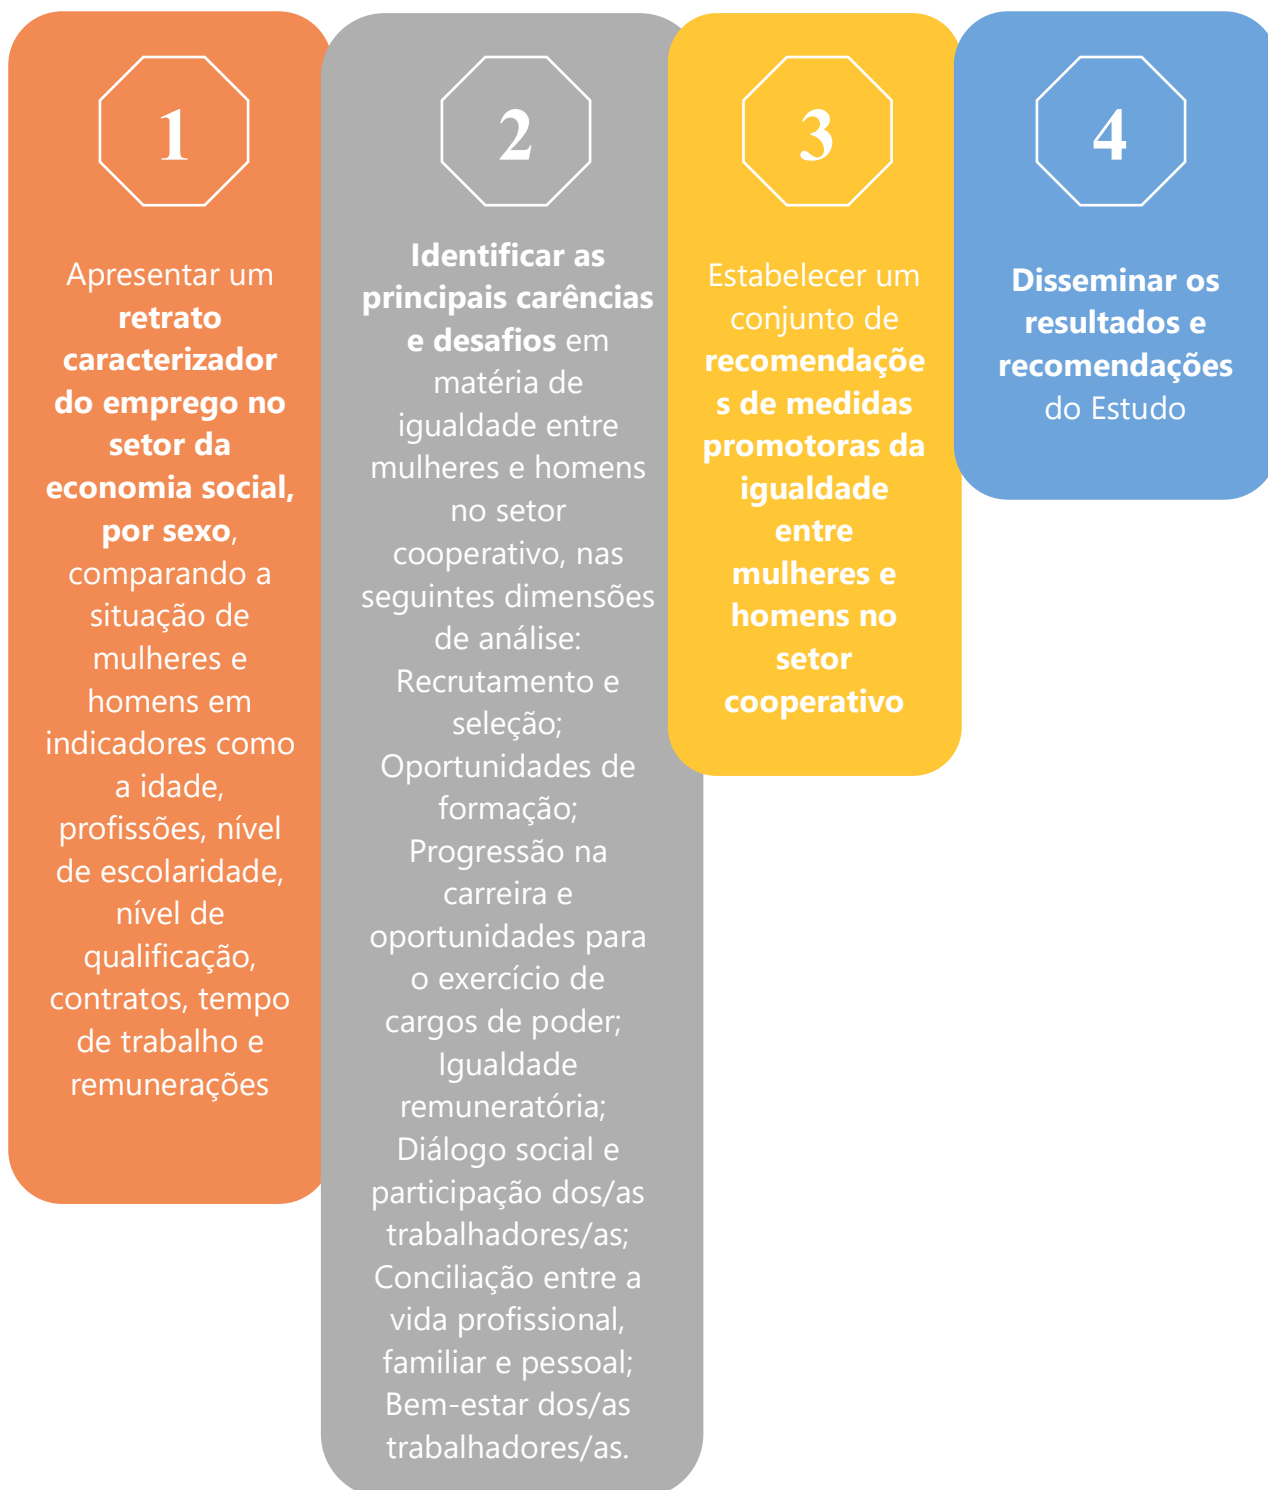 1
Apresentar um
retrato
caracterizador
do emprego no
setor da
economia social,
por sexo,
comparando a
situação de
mulheres e
homens em
indicadores como
a idade,
profissões, nível
de escolaridade,
nível de
qualificação,
contratos, tempo
de trabalho e
remunerações
2
Identificar as
principais carências
e desafios em
matéria de
igualdade entre
mulheres e homens
no setor
cooperativo, nas
seguintes dimensões
de análise:
Recrutamento e
seleção;
Oportunidades de
formação;
Progressão na
carreira e
oportunidades para
o exercício de
cargos de poder;
Igualdade
remuneratória;
Diálogo social e
participação dos/as
trabalhadores/as;
Conciliação entre a
vida profissional,
familiar e pessoal;
Bem-estar dos/as
trabalhadores/as.
3
Estabelecer um
conjunto de
recomendaçõe
s de medidas
promotoras da
igualdade
entre
mulheres e
homens no
setor
cooperativo
4
Disseminar os
resultados e
recomendações
do Estudo